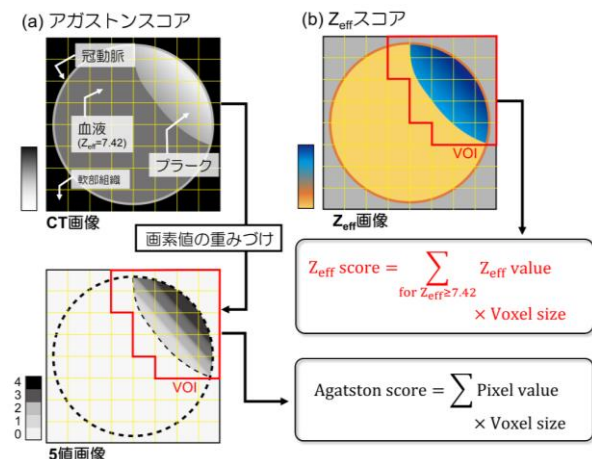 (a) アガストンスコア
冠動脈
血液
(Zeff=7.42)
プラーク
軟部組織
CT画像
画素値の重みづけ
VOI
4
3
2
1
0
5値画像
(b) Zeffスコア
VOI
Zeff画像
Zeff score = ∑ Zeff value
for Zeff≥7.42
× Voxel size
Agatston score = ∑ Pixel value
× Voxel size